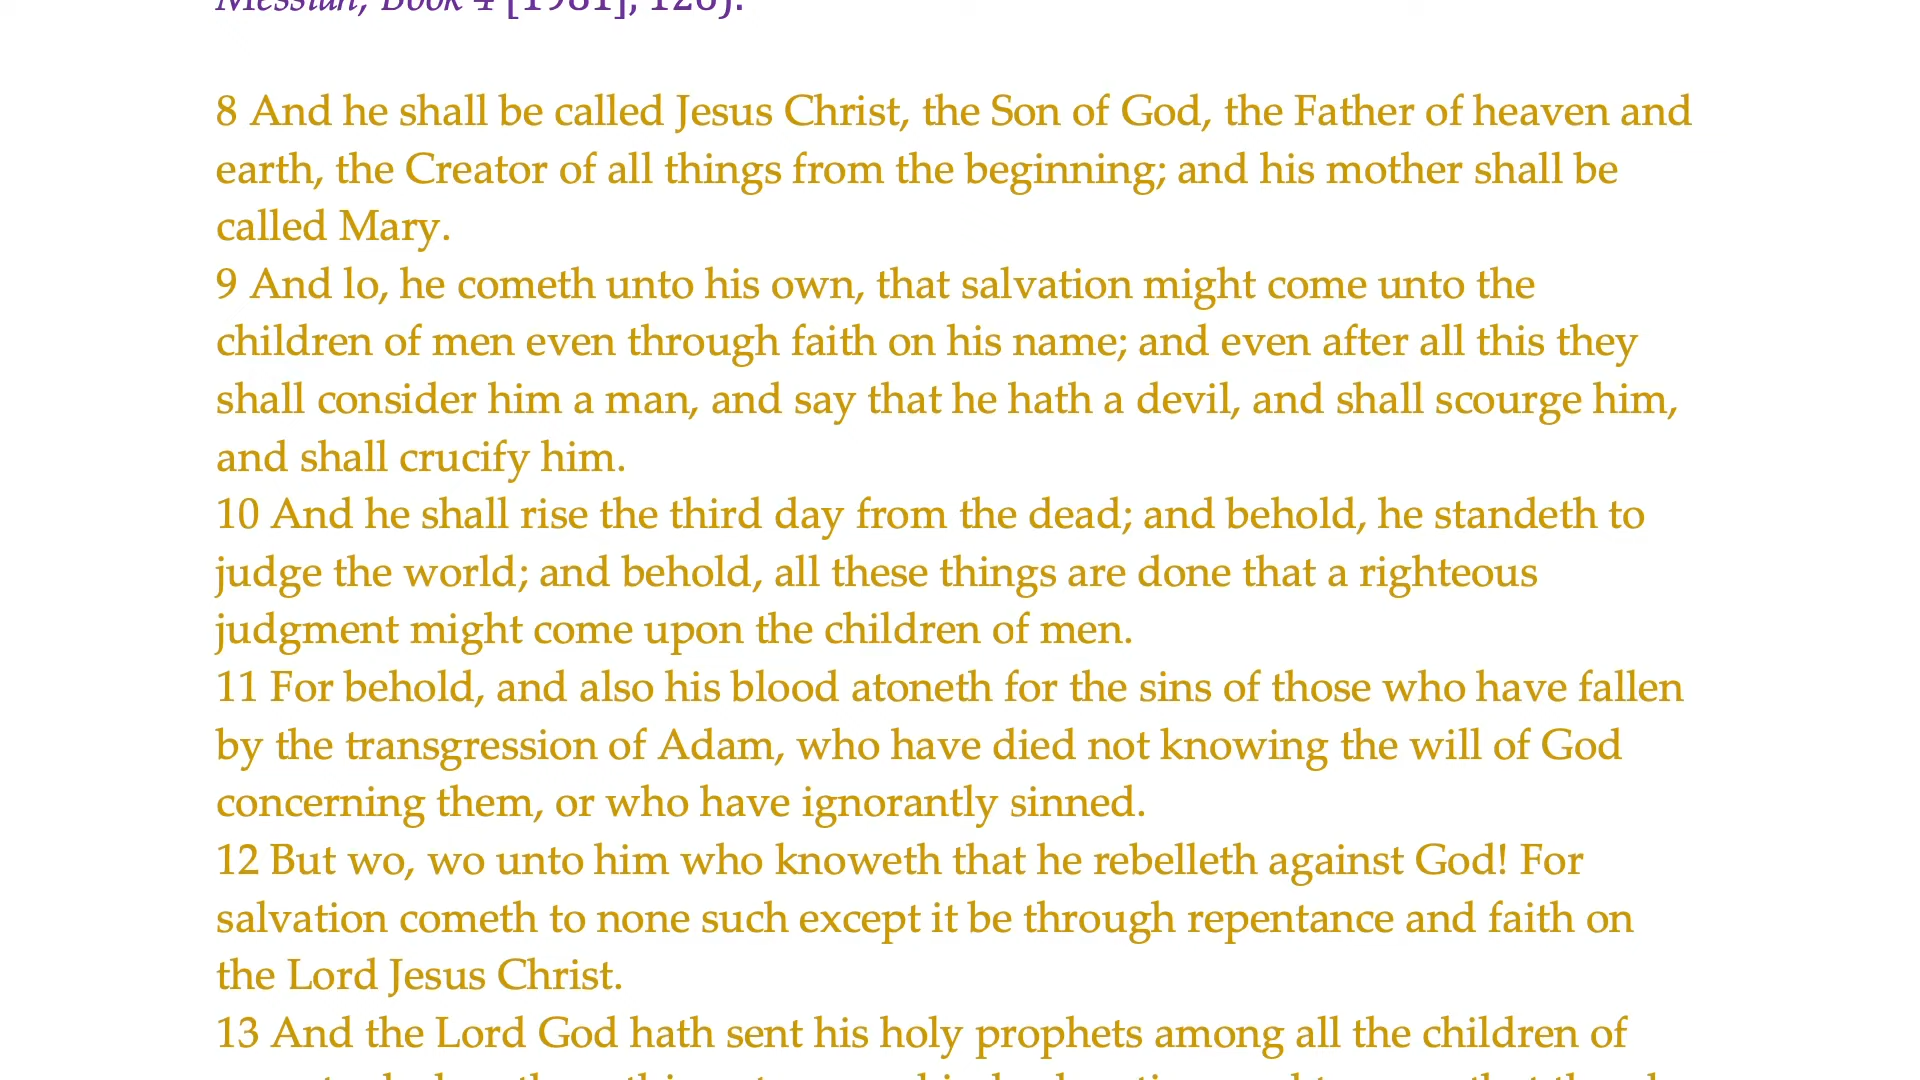 Messiah, Book 4 [1981], 126).
8 And he shall be called Jesus Christ, the Son of God, the Father of heaven and
earth, the Creator of all things from the beginning; and his mother shall be
called Mary.
9 And lo, he cometh unto his own, that salvation might come unto the
children of men even through faith on his name; and even after all this they
shall consider him a man, and say that he hath a devil, and shall scourge him,
and shall crucify him.
10 And he shall rise the third day from the dead; and behold, he standeth to
judge the world; and behold, all these things are done that a righteous
judgment might come upon the children of men.
11 For behold, and also his blood atoneth for the sins of those who have fallen
by the transgression of Adam, who have died not knowing the will of God
concerning them, or who have ignorantly sinned.
12 But wo, wo unto him who knoweth that he rebelleth against God! For
salvation cometh to none such except it be through repentance and faith on
the Lord Jesus Christ.
13 And the Lord God hath sent his holy prophets among all the children of